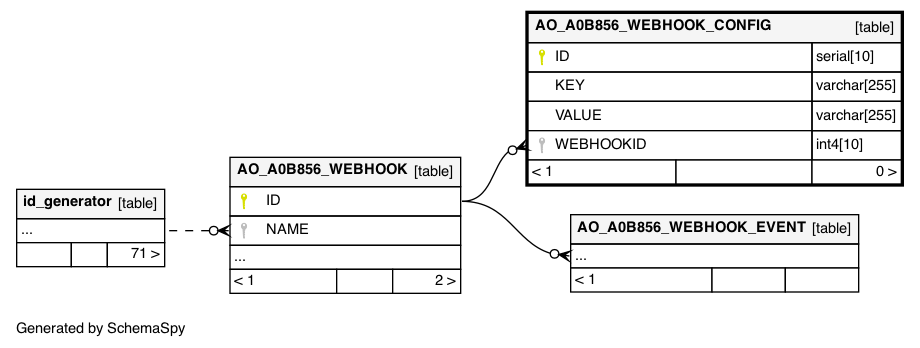 AO_A0B856_WEBHOOK_CONFIG [table]
ID serial[10]
KEY varchar[255]
VALUE varchar[255]
WEBHOOKID int4[10]
< 1 0 >
AO_A0B856_WEBHOOK [table]
ID
NAME
...
< 1 2 >
id_generator [table]
...
71 >
AO_A0B856_WEBHOOK_EVENT [table]
...
< 1
Generated by SchemaSpy